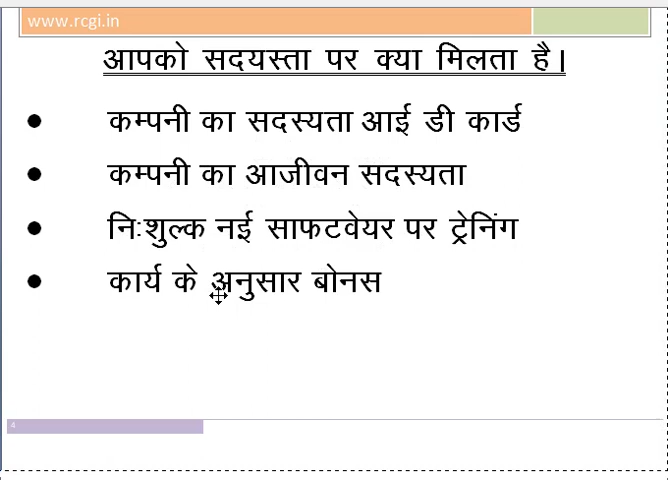 www.rcgi.in
आपको सदयस्ता पर क्या मिलता है।
● कम्पनी का सदस्यता आई डी कार्ड
● कम्पनी का आजीवन सदस्यता
● निःशुल्क नई साफटवेयर पर ट्रेनिंग
● कार्य के अनुसार बोनस
4